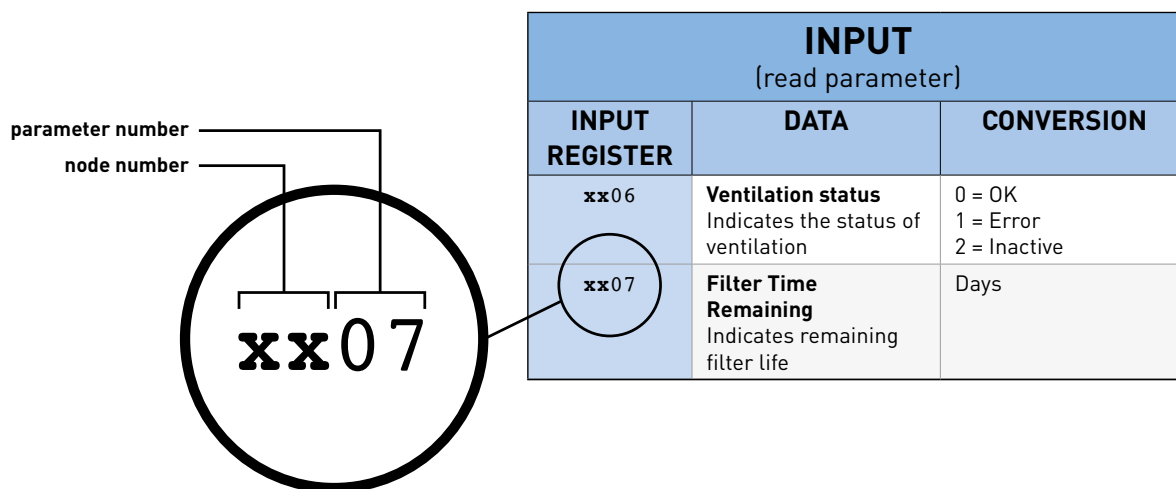 parameter number
node number
xx07
INPUT
(read parameter)
INPUT
REGISTER
DATA
CONVERSION
xx06
Ventilation status
Indicates the status of
ventilation
0 = OK
1 = Error
2 = Inactive
xx07
Filter Time
Remaining
Indicates remaining
filter life
Days